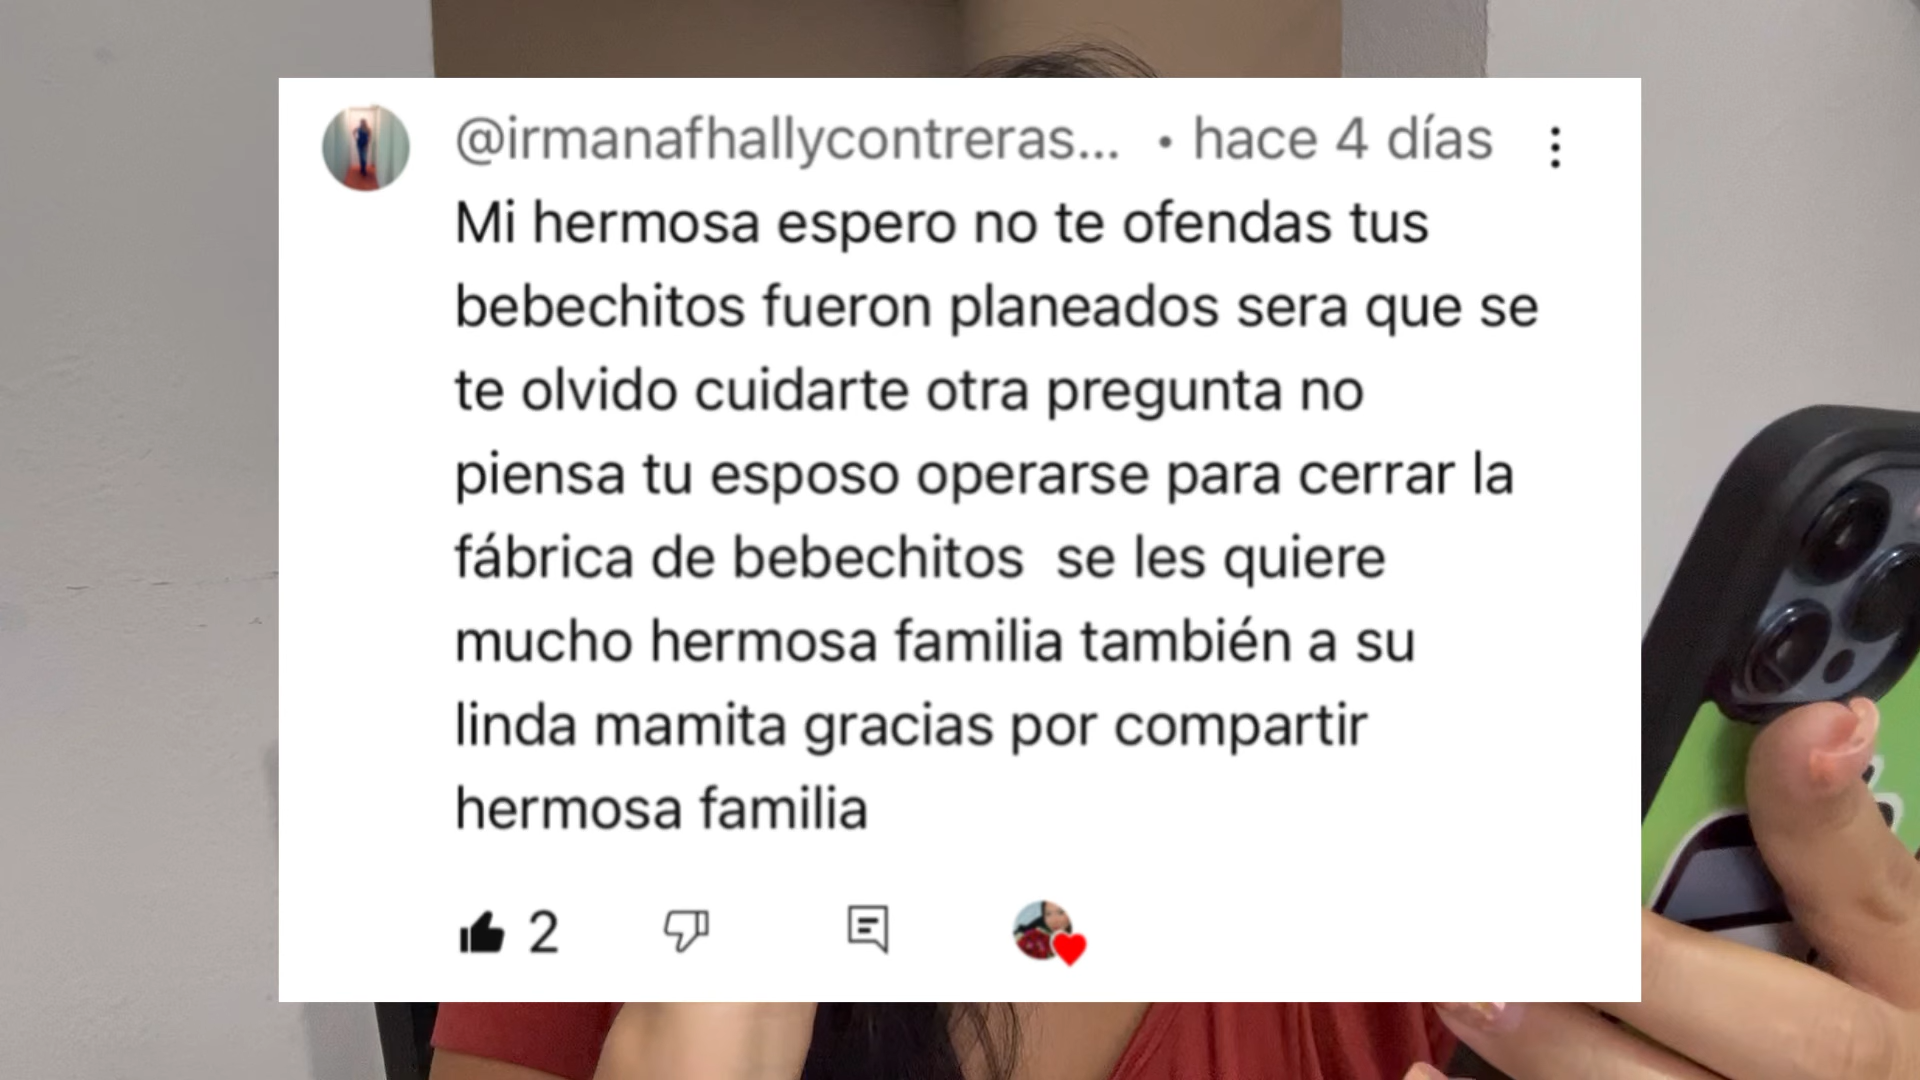 @irmanafhallycontreras... • hace 4 días
Mi hermosa espero no te ofendas tus
bebechitos fueron planeados sera que se
te olvido cuidarte otra pregunta no
piensa tu esposo operarse para cerrar la
fábrica de bebechitos  se les quiere
mucho hermosa familia también a su
linda mamita gracias por compartir
hermosa familia
2